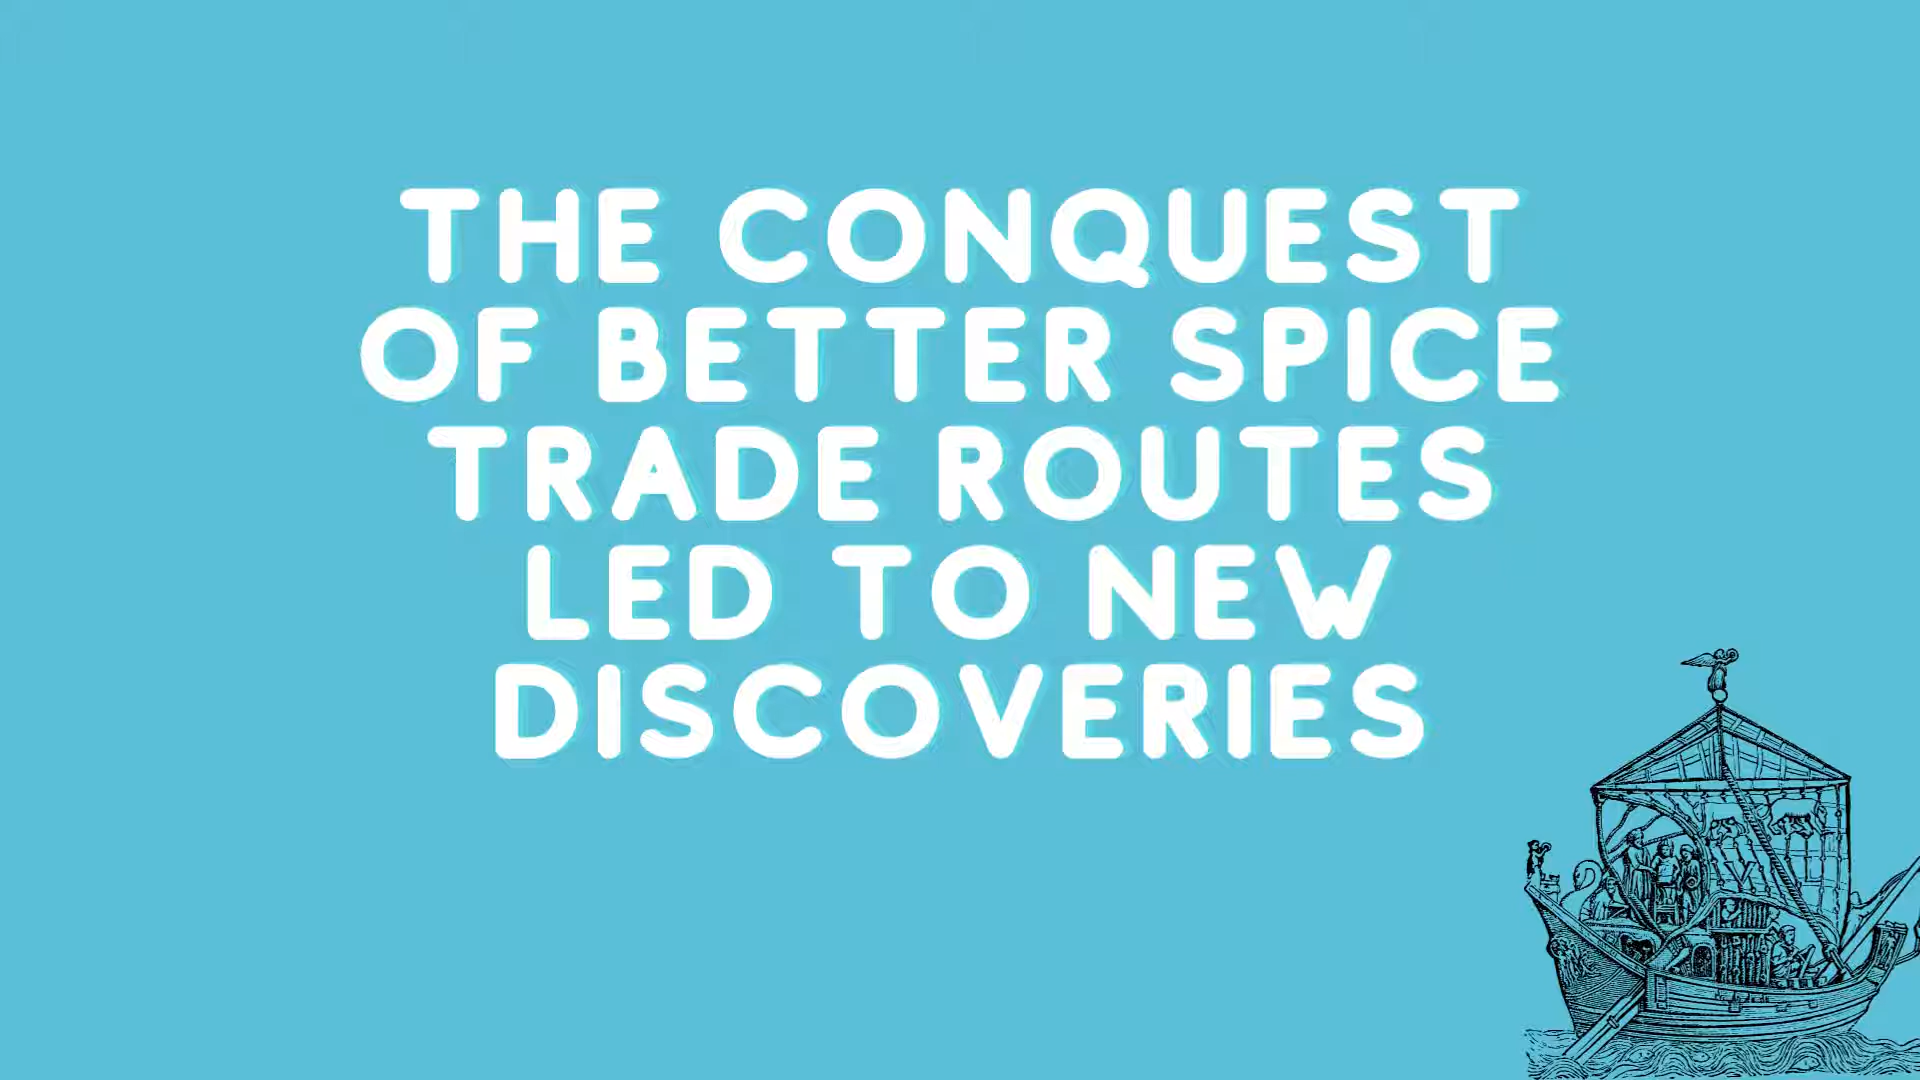 THE CONQUEST
OF BETTER SPICE
TRADE ROUTES
LED TO NEW
DISCOVERIES